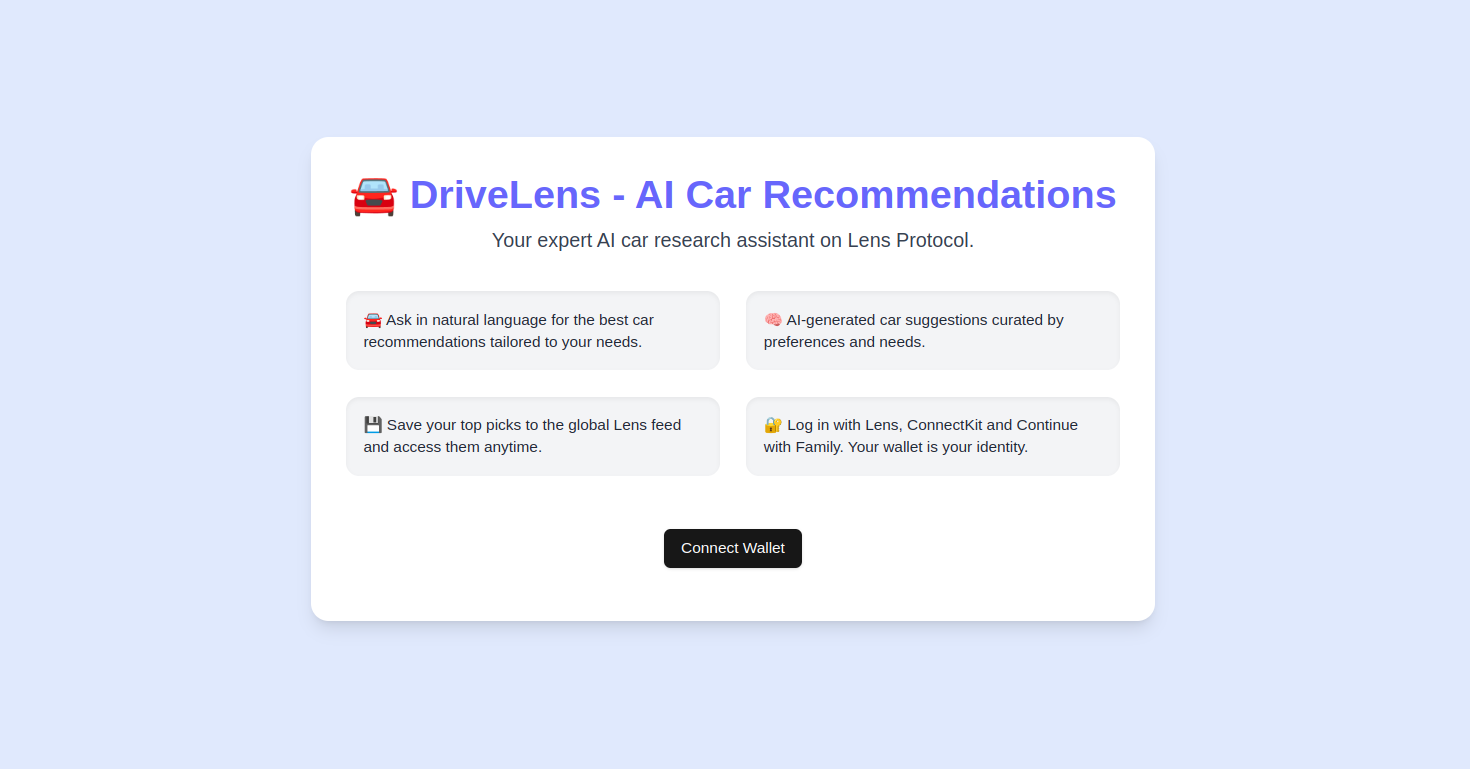 🚘 DriveLens - AI Car Recommendations
Your expert AI car research assistant on Lens Protocol.
🚘 Ask in natural language for the best car
recommendations tailored to your needs.
🧠 AI-generated car suggestions curated by
preferences and needs.
💾 Save your top picks to the global Lens feed
and access them anytime.
🔐 Log in with Lens, ConnectKit and Continue
with Family. Your wallet is your identity.
Connect Wallet